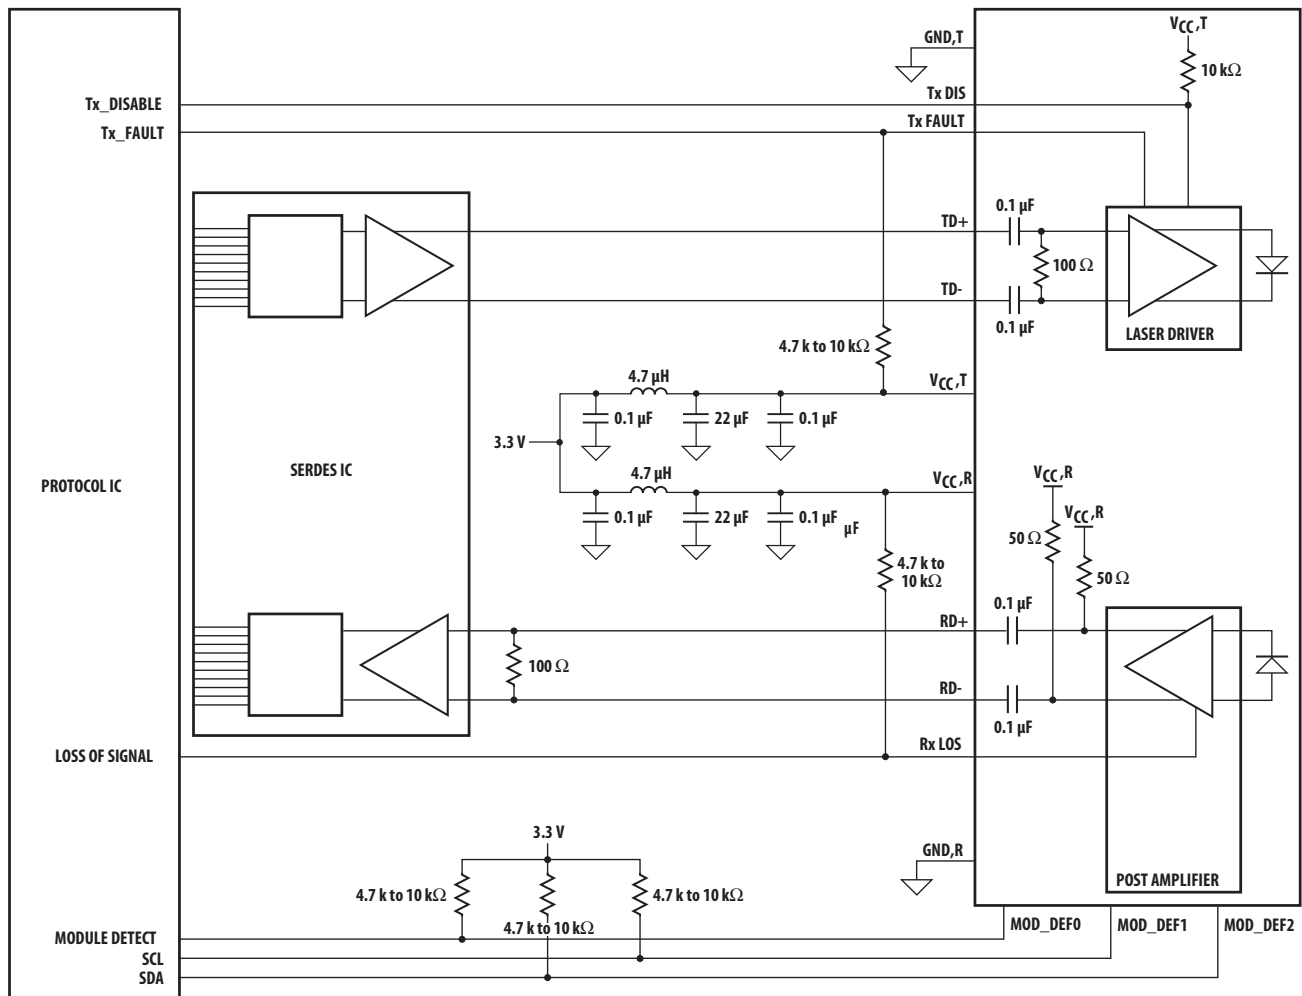 V_CC,T
GND,T
10 kΩ
Tx_DISABLE
Tx DIS
Tx_FAULT
Tx FAULT
0.1 µF
TD+
100 Ω
TD-
0.1 µF
LASER DRIVER
4.7 k to 10 kΩ
4.7 µH
V_CC,T
0.1 µF
22 µF
0.1 µF
3.3 V
SERDES IC
4.7 µH
V_CC,R
V_CC,R
PROTOCOL IC
0.1 µF
22 µF
0.1 µF
µF
V_CC,R
50 Ω
4.7 k to
10 kΩ
50 Ω
0.1 µF
RD+
100 Ω
RD-
0.1 µF
LOSS OF SIGNAL
Rx LOS
3.3 V
GND,R
POST AMPLIFIER
4.7 k to 10 kΩ
4.7 k to 10 kΩ
4.7 k to 10 kΩ
MOD_DEF0
MOD_DEF1
MOD_DEF2
MODULE DETECT
SCL
SDA